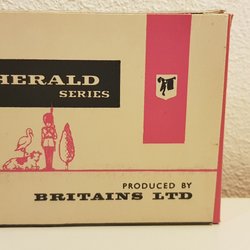 HERALD
SERIES
PRODUCED BY
BRITAINS LTD